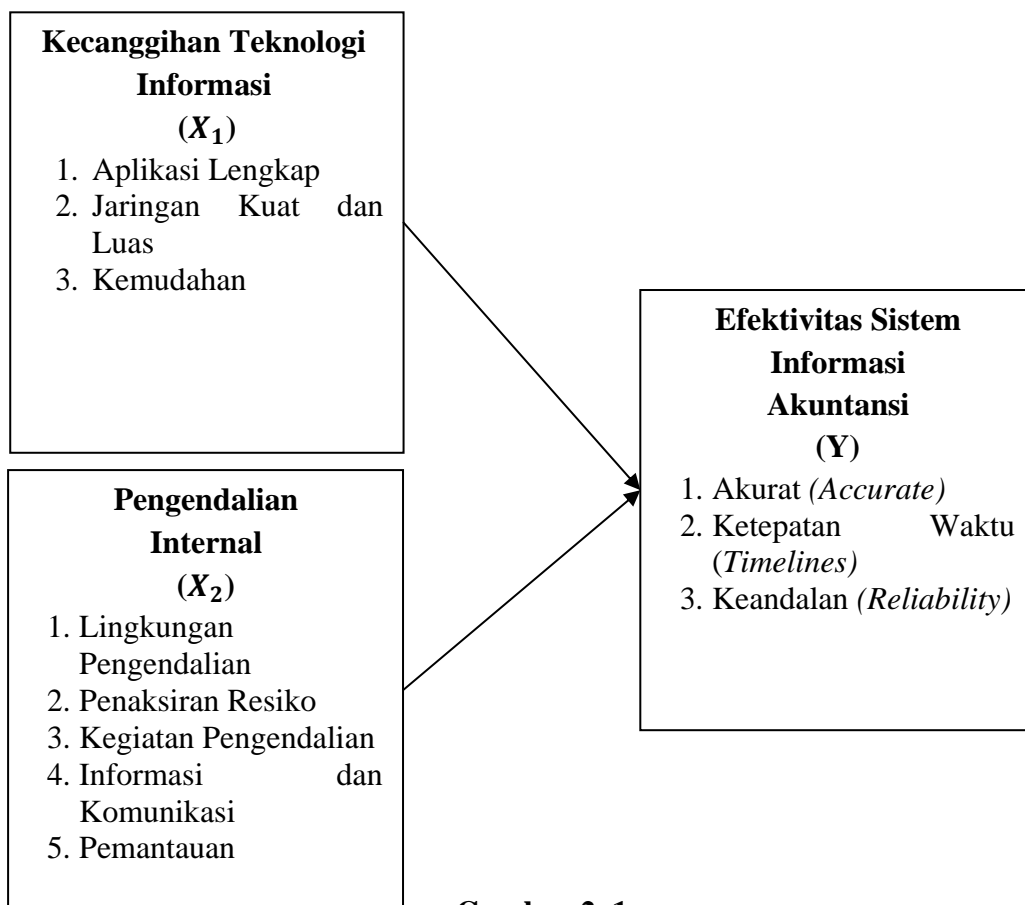 Kecanggihan Teknologi
Informasi
(X₁)
1. Aplikasi Lengkap
2. Jaringan Kuat dan
Luas
3. Kemudahan
Pengendalian
Internal
(X₂)
1. Lingkungan
Pengendalian
2. Penaksiran Resiko
3. Kegiatan Pengendalian
4. Informasi dan
Komunikasi
5. Pemantauan
Efektivitas Sistem
Informasi
Akuntansi
(Y)
1. Akurat (Accurate)
2. Ketepatan Waktu
(Timelines)
3. Keandalan (Reliability)